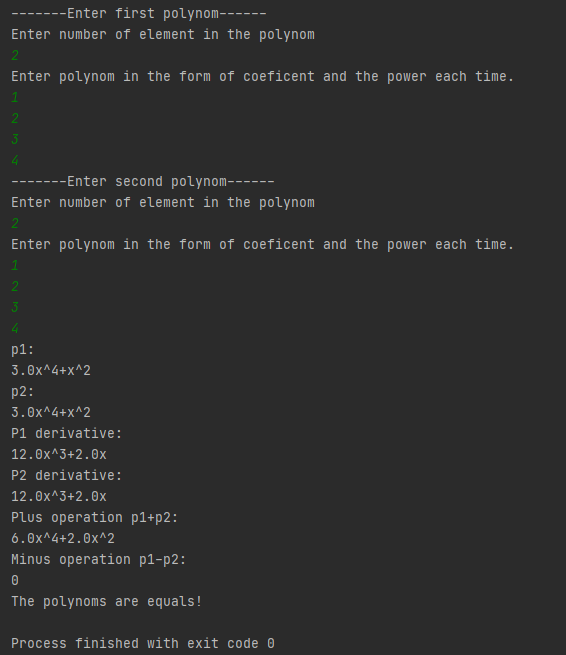 -------Enter first polynom------
Enter number of element in the polynom
2
Enter polynom in the form of coeficent and the power each time.
1
2
3
4
-------Enter second polynom------
Enter number of element in the polynom
2
Enter polynom in the form of coeficent and the power each time.
1
2
3
4
p1:
3.0x^4+x^2
p2:
3.0x^4+x^2
P1 derivative:
12.0x^3+2.0x
P2 derivative:
12.0x^3+2.0x
Plus operation p1+p2:
6.0x^4+2.0x^2
Minus operation p1-p2:
0
The polynoms are equals!
Process finished with exit code 0